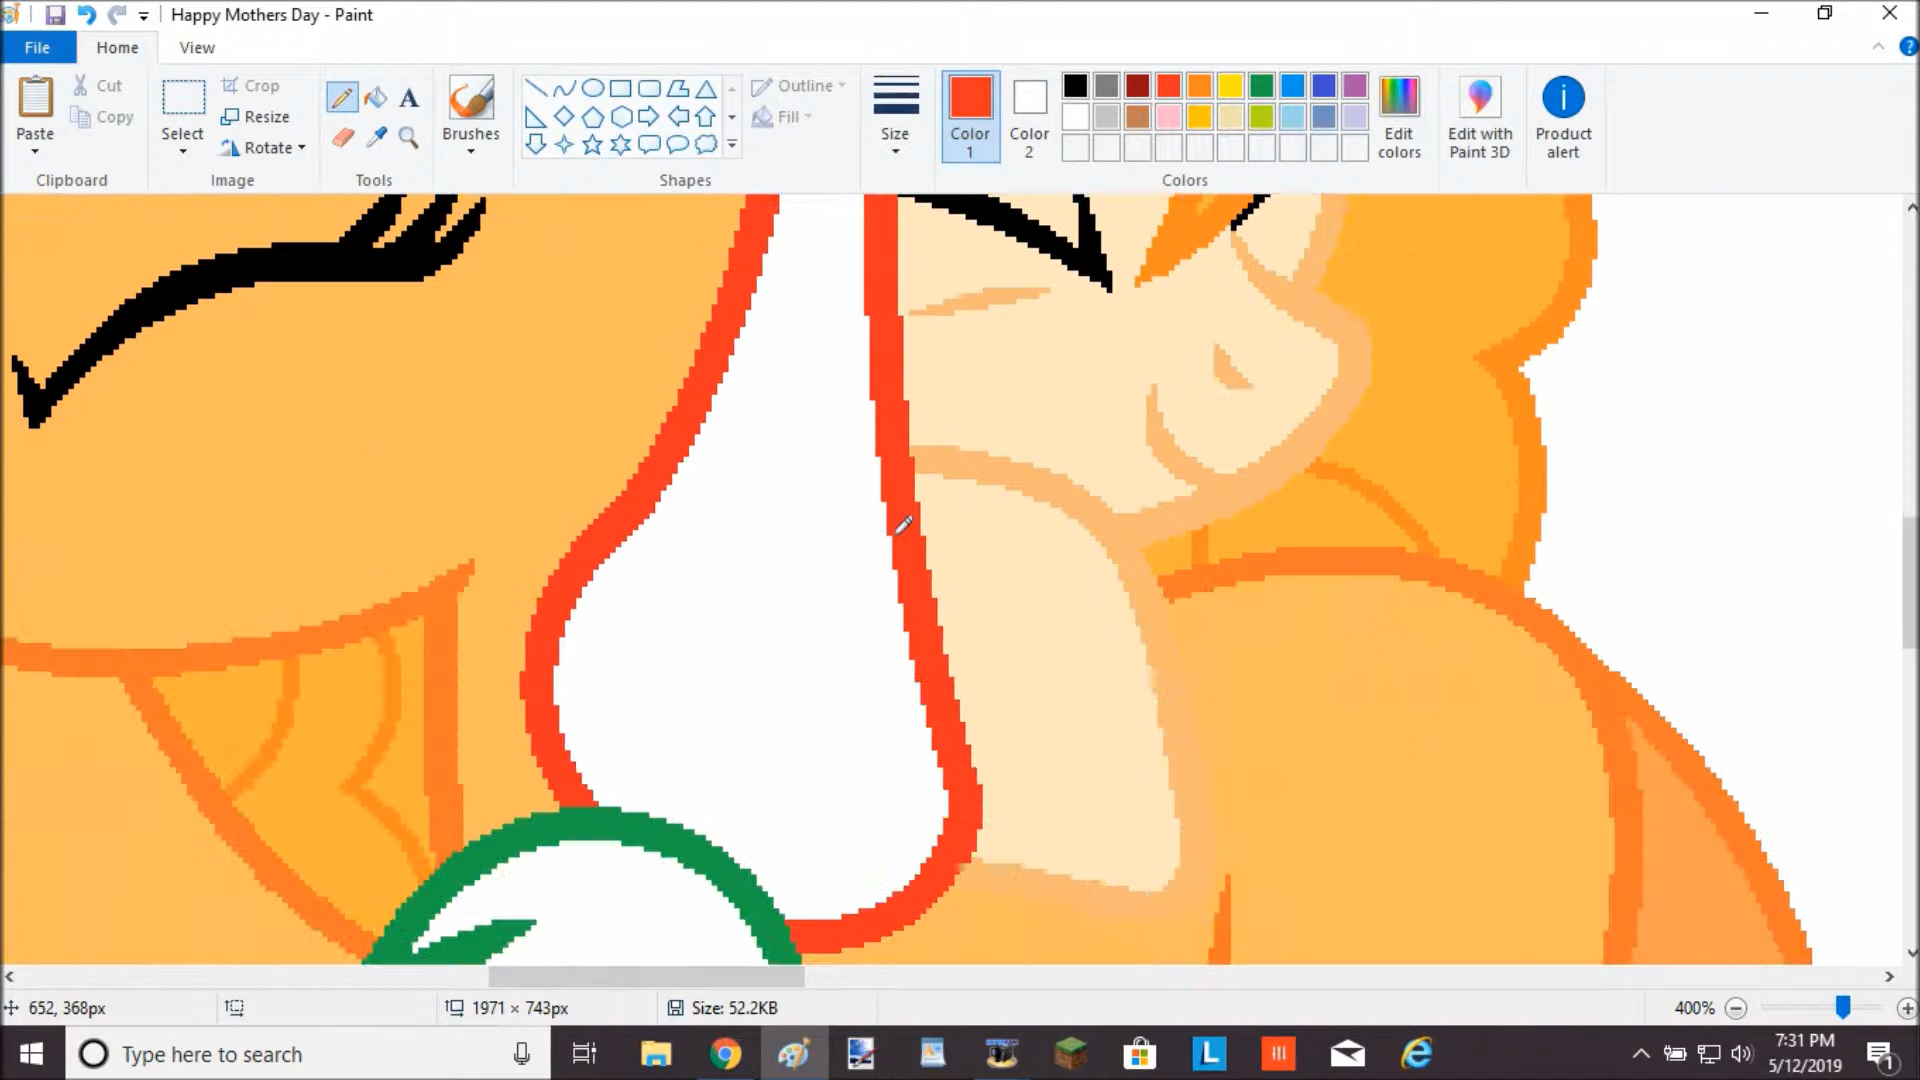 Happy Mothers Day - Paint
File Home View
Paste
Cut
Copy
Clipboard
Select
Crop
Resize
Rotate
Image
A
Tools
Brushes
Shapes
Outline
Fill
Size
Color 1
Color 2
Colors
Edit colors
Edit with Paint 3D
Product alert
652, 368px
1971 × 743px
Size: 52.2KB
400%
Type here to search
L
7:31 PM
5/12/2019
1